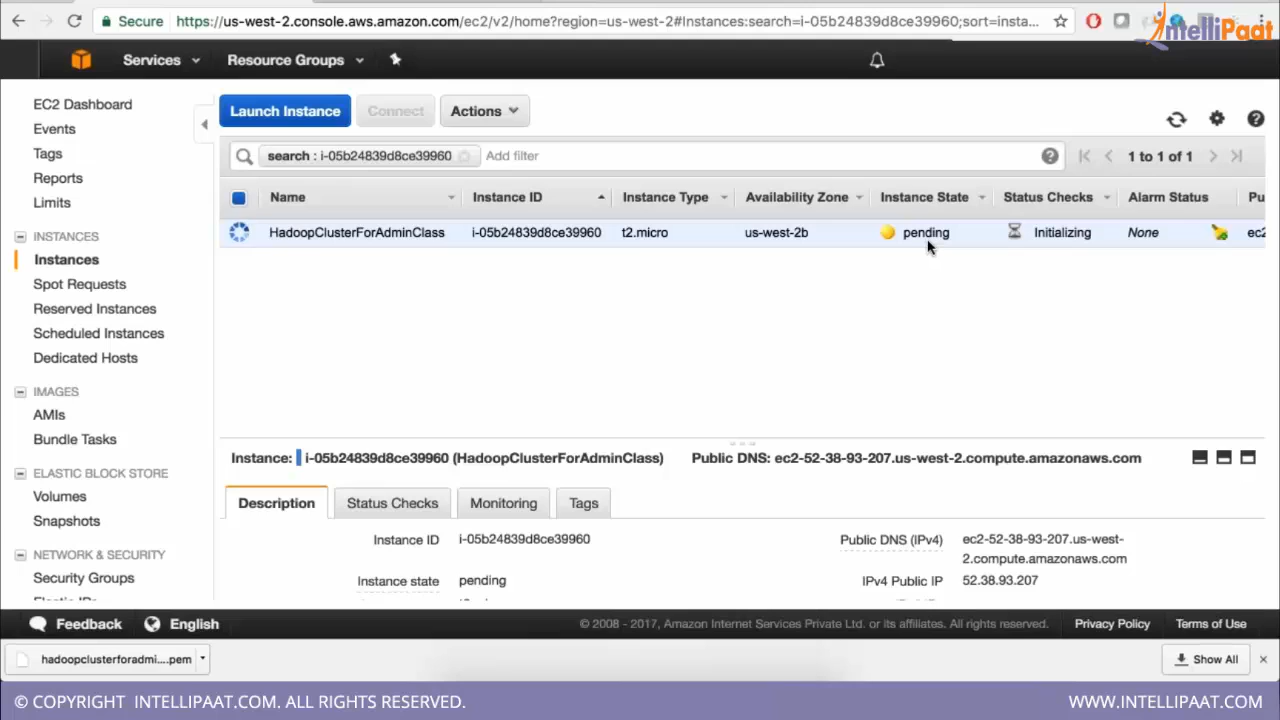 Secure
https://us-west-2.console.aws.amazon.com/ec2/v2/home?region=us-west-2#Instances:search=i-05b24839d8ce39960;sort=insta...
IntelliPaat
Services
Resource Groups
EC2 Dashboard
Events
Tags
Reports
Limits
INSTANCES
Instances
Spot Requests
Reserved Instances
Scheduled Instances
Dedicated Hosts
IMAGES
AMIs
Bundle Tasks
ELASTIC BLOCK STORE
Volumes
Snapshots
NETWORK & SECURITY
Security Groups
Elastic IPs
Launch Instance
Connect
Actions
search : i-05b24839d8ce39960
Add filter
1 to 1 of 1
Name Instance ID Instance Type Availability Zone Instance State Status Checks Alarm Status Pu
HadoopClusterForAdminClass i-05b24839d8ce39960 t2.micro us-west-2b pending Initializing None ec2
Instance: i-05b24839d8ce39960 (HadoopClusterForAdminClass) Public DNS: ec2-52-38-93-207.us-west-2.compute.amazonaws.com
Description Status Checks Monitoring Tags
Instance ID i-05b24839d8ce39960
Public DNS (IPv4) ec2-52-38-93-207.us-west-
2.compute.amazonaws.com
Instance state pending
IPv4 Public IP 52.38.93.207
Feedback
English
© 2008 - 2017, Amazon Internet Services Private Ltd. or its affiliates. All rights reserved.
Privacy Policy
Terms of Use
hadoopclusterforadmi....pem
Show All
© COPYRIGHT INTELLIPAAT.COM. ALL RIGHTS RESERVED.
WWW.INTELLIPAAT.COM